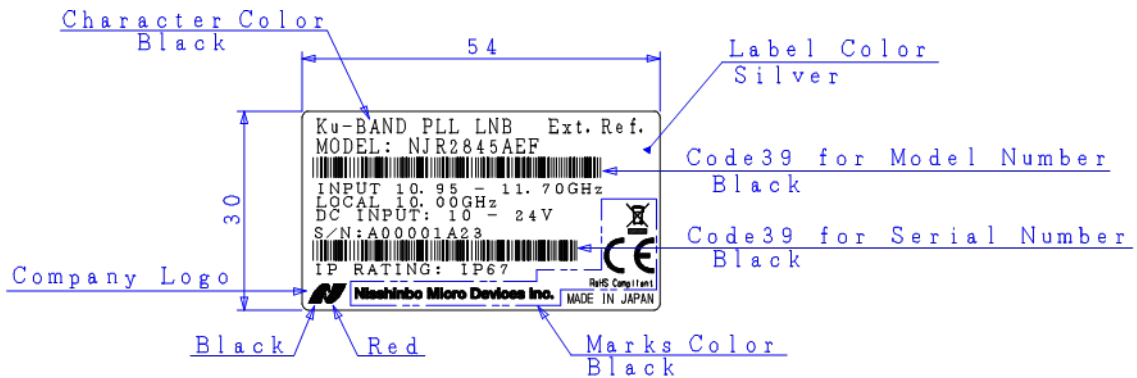 Character Color
Black
54
Label Color
Silver
30
Ku-BAND PLL LNB Ext. Ref.
MODEL: NJR2845AEF
Code39 for Model Number
Black
INPUT 10.95 - 11.70GHz
LOCAL 10.00GHz
DC INPUT: 10 - 24V
S/N:A00001A23
Code39 for Serial Number
Black
CE
IP RATING: IP67
Company Logo
RoHS Compliant
Nisshinbo Micro Devices Inc.
MADE IN JAPAN
Black
Red
Marks Color
Black